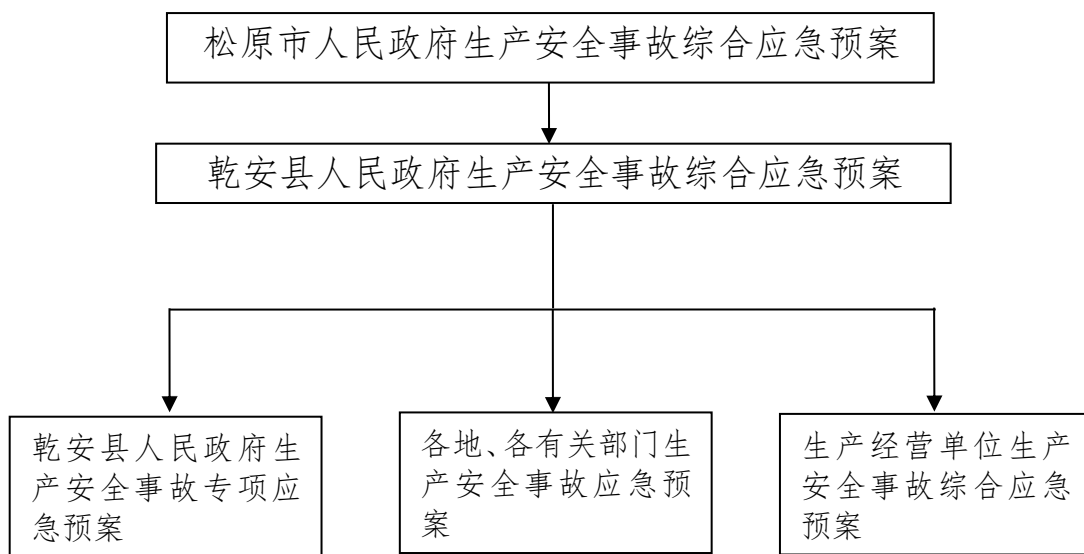 松原市人民政府生产安全事故综合应急预案
乾安县人民政府生产安全事故综合应急预案
乾安县人民政府生
产安全事故专项应
急预案
各地、各有关部门生
产安全事故应急预
案
生产经营单位生产
安全事故综合应急
预案